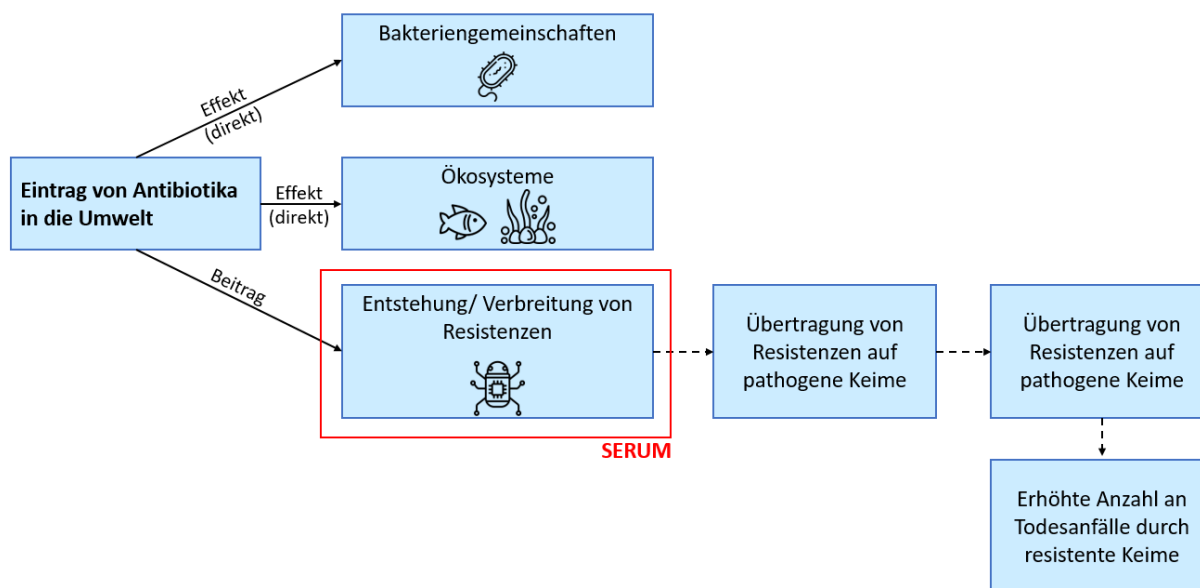 Bakteriengemeinschaften
Effekt
(direkt)
Eintrag von Antibiotika
in die Umwelt
Effekt
(direkt)
Ökosysteme
Beitrag
Entstehung/ Verbreitung von
Resistenzen
SERUM
Übertragung von
Resistenzen auf
pathogene Keime
Übertragung von
Resistenzen auf
pathogene Keime
Erhöhte Anzahl an
Todesanfälle durch
resistente Keime